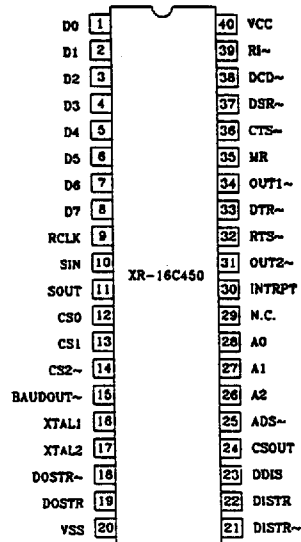 D0 1 40 VCC
D1 2 39 RI~
D2 3 38 DCD~
D3 4 37 DSR~
D4 5 36 CTS~
D5 6 35 MR
D6 7 34 OUT1~
D7 8 33 DTR~
RCLK 9 32 RTS~
SIN 10 31 OUT2~
XR-16C450
SOUT 11 30 INTRPT
CS0 12 29 N.C.
CS1 13 28 A0
CS2~ 14 27 A1
BAUDOUT~ 15 26 A2
XTAL1 16 25 ADS~
XTAL2 17 24 CSOUT
DOSTR~ 18 23 DDIS
DOSTR 19 22 DISTR
VSS 20 21 DISTR~